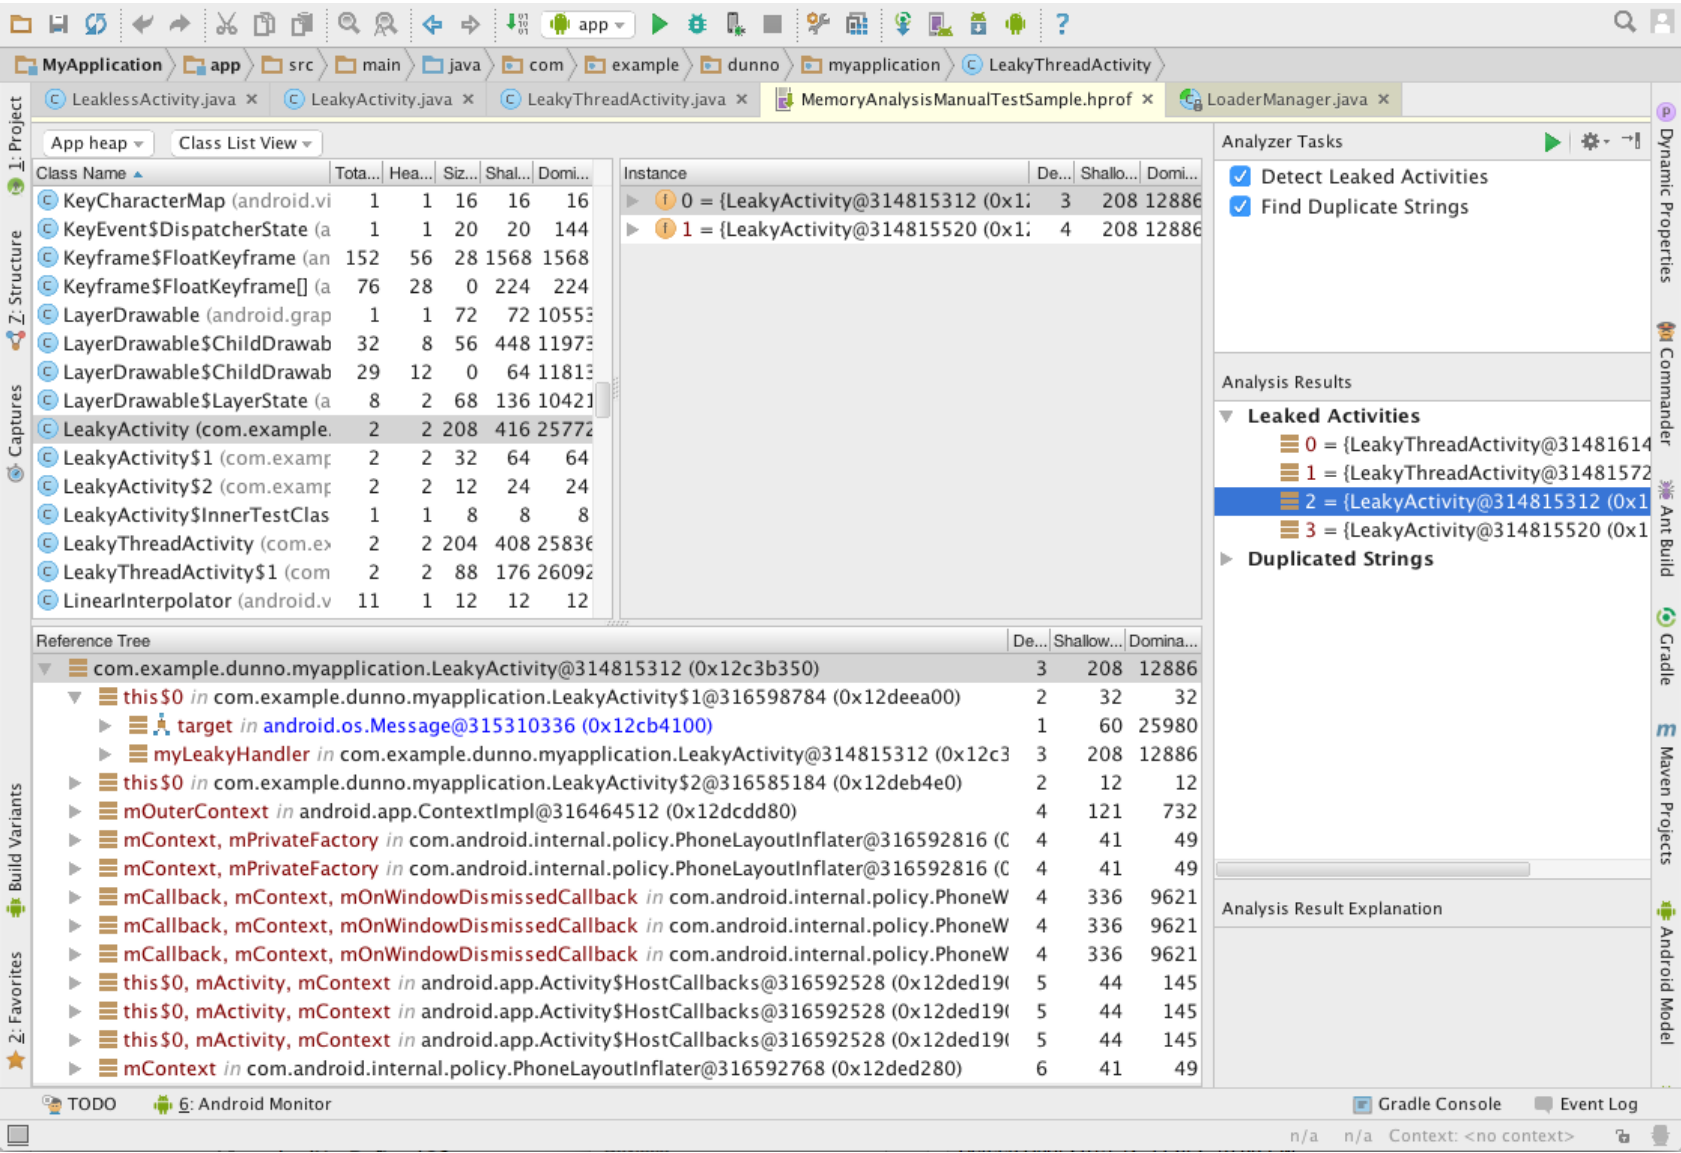 app
MyApplication app src main java com example dunno myapplication LeakyThreadActivity
LeaklessActivity.java LeakyActivity.java LeakyThreadActivity.java MemoryAnalysisManualTestSample.hprof LoaderManager.java
App heap Class List View
Class Name Tota... Hea... Siz... Shal... Domi...
KeyCharacterMap (android.vi 1 1 16 16 16
KeyEvent$DispatcherState (a 1 1 20 20 144
Keyframe$FloatKeyframe (an 152 56 28 1568 1568
Keyframe$FloatKeyframe[] (a 76 28 0 224 224
LayerDrawable (android.grap 1 1 72 72 10553
LayerDrawable$ChildDrawab 32 8 56 448 11973
LayerDrawable$ChildDrawab 29 12 0 64 11813
LayerDrawable$LayerState (a 8 2 68 136 10421
LeakyActivity (com.example. 2 2 208 416 25772
LeakyActivity$1 (com.examp 2 2 32 64 64
LeakyActivity$2 (com.examp 2 2 12 24 24
LeakyActivity$InnerTestClas 1 1 8 8 8
LeakyThreadActivity (com.ex 2 2 204 408 25836
LeakyThreadActivity$1 (com 2 2 88 176 26092
LinearInterpolator (android.v 11 1 12 12 12
Instance De... Shallo... Domi...
0 = {LeakyActivity@314815312 (0x12 3 208 12886
1 = {LeakyActivity@314815520 (0x12 4 208 12886
Reference Tree De... Shallow... Domina...
com.example.dunno.myapplication.LeakyActivity@314815312 (0x12c3b350) 3 208 12886
this$0 in com.example.dunno.myapplication.LeakyActivity$1@316598784 (0x12deea00) 2 32 32
target in android.os.Message@315310336 (0x12cb4100) 1 60 25980
myLeakyHandler in com.example.dunno.myapplication.LeakyActivity@314815312 (0x12c3 3 208 12886
this$0 in com.example.dunno.myapplication.LeakyActivity$2@316585184 (0x12deb4e0) 2 12 12
mOuterContext in android.app.ContextImpl@316464512 (0x12dcdd80) 4 121 732
mContext, mPrivateFactory in com.android.internal.policy.PhoneLayoutInflater@316592816 (0 4 41 49
mContext, mPrivateFactory in com.android.internal.policy.PhoneLayoutInflater@316592816 (0 4 41 49
mCallback, mContext, mOnWindowDismissedCallback in com.android.internal.policy.PhoneW 4 336 9621
mCallback, mContext, mOnWindowDismissedCallback in com.android.internal.policy.PhoneW 4 336 9621
mCallback, mContext, mOnWindowDismissedCallback in com.android.internal.policy.PhoneW 4 336 9621
this$0, mActivity, mContext in android.app.Activity$HostCallbacks@316592528 (0x12ded190 5 44 145
this$0, mActivity, mContext in android.app.Activity$HostCallbacks@316592528 (0x12ded190 5 44 145
this$0, mActivity, mContext in android.app.Activity$HostCallbacks@316592528 (0x12ded190 5 44 145
mContext in com.android.internal.policy.PhoneLayoutInflater@316592768 (0x12ded280) 6 41 49
Analyzer Tasks
Detect Leaked Activities
Find Duplicate Strings
Analysis Results
Leaked Activities
0 = {LeakyThreadActivity@31481614
1 = {LeakyThreadActivity@31481572
2 = {LeakyActivity@314815312 (0x1
3 = {LeakyActivity@314815520 (0x1
Duplicated Strings
Analysis Result Explanation
1: Project
Z: Structure
Captures
Build Variants
2: Favorites
Dynamic Properties
Commander
Ant Build
Gradle
Maven Projects
Android Model
TODO 6: Android Monitor Gradle Console Event Log
n/a n/a Context: <no context>